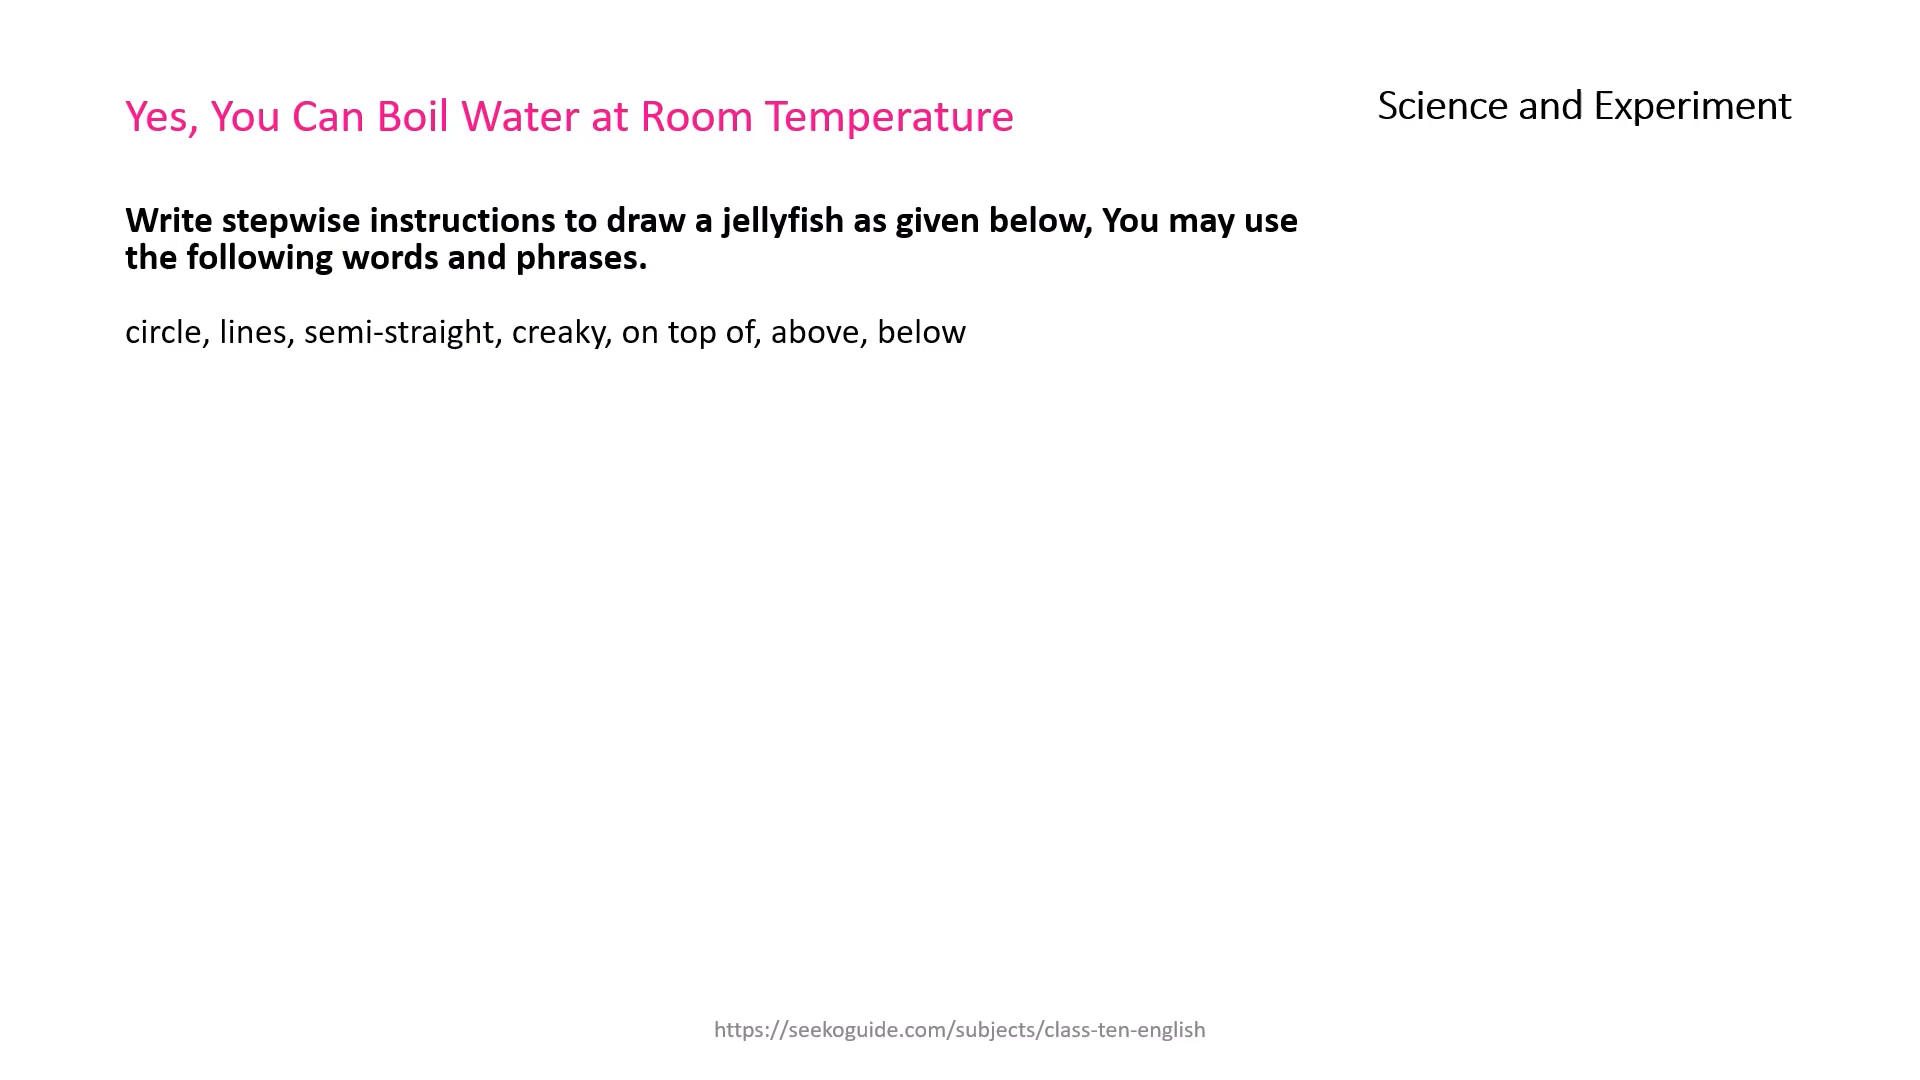 Yes, You Can Boil Water at Room Temperature
Science and Experiment
Write stepwise instructions to draw a jellyfish as given below, You may use
the following words and phrases.
circle, lines, semi-straight, creaky, on top of, above, below
https://seekoguide.com/subjects/class-ten-english